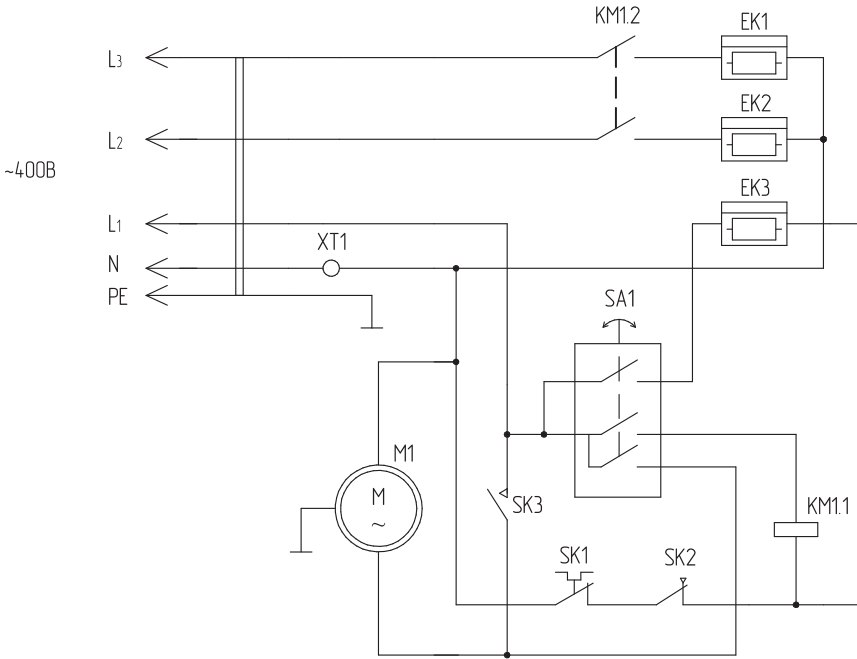 KM1.2
EK1
L3
EK2
L2
~400В
EK3
L1
XT1
N
PE
SA1
M1
M
~
SK3
KM1.1
SK1
SK2